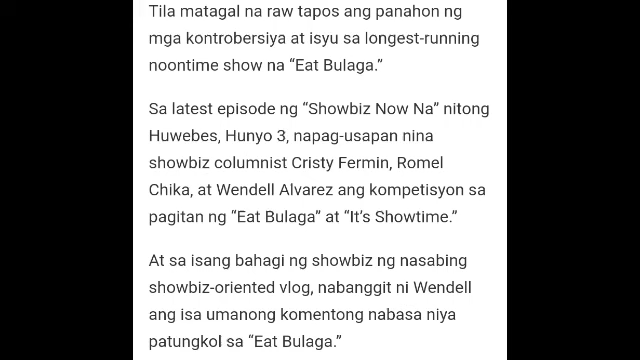 Tila matagal na raw tapos ang panahon ng
mga kontrobersiya at isyu sa longest-running
noontime show na “Eat Bulaga.”
Sa latest episode ng “Showbiz Now Na” nitong
Huwebes, Hunyo 3, napag-usapan nina
showbiz columnist Cristy Fermin, Romel
Chika, at Wendell Alvarez ang kompetisyon sa
pagitan ng “Eat Bulaga” at “It’s Showtime.”
At sa isang bahagi ng showbiz ng nasabing
showbiz-oriented vlog, nabanggit ni Wendell
ang isa umanong komentong nabasa niya
patungkol sa “Eat Bulaga.”